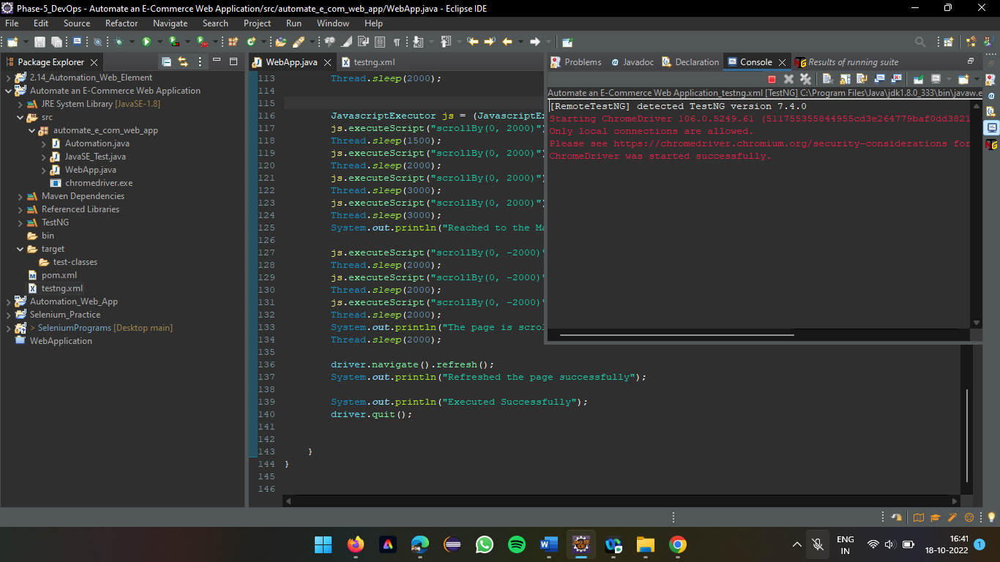 Phase-5_DevOps - Automate an E-Commerce Web Application/src/automate_e_com_web_app/WebApp.java - Eclipse IDE
File Edit Source Refactor Navigate Search Project Run Window Help
Package Explorer
2.14_Automation_Web_Element
Automate an E-Commerce Web Application
JRE System Library [JavaSE-1.8]
src
automate_e_com_web_app
Automation.java
JavaSE_Test.java
WebApp.java
chromedriver.exe
Maven Dependencies
Referenced Libraries
TestNG
bin
target
test-classes
pom.xml
testng.xml
Automation_Web_App
Selenium_Practice
> SeleniumPrograms [Desktop main]
WebApplication
WebApp.java testng.xml
113 Thread.sleep(2000);
114
115
116 JavascriptExecutor js = (JavascriptEx
117 js.executeScript("scrollBy(0, 2000)")
118 Thread.sleep(1500);
119 js.executeScript("scrollBy(0, 2000)")
120 Thread.sleep(2000);
121 js.executeScript("scrollBy(0, 2000)")
122 Thread.sleep(3000);
123 js.executeScript("scrollBy(0, 2000)")
124 Thread.sleep(3000);
125 System.out.println("Reached to the Ma
126
127 js.executeScript("scrollBy(0, -2000)"
128 Thread.sleep(2000);
129 js.executeScript("scrollBy(0, -2000)"
130 Thread.sleep(2000);
131 js.executeScript("scrollBy(0, -2000)"
132 Thread.sleep(2000);
133 System.out.println("The page is scrol
134 Thread.sleep(2000);
135
136 driver.navigate().refresh();
137 System.out.println("Refreshed the page successfully");
138
139 System.out.println("Executed Successfully");
140 driver.quit();
141
142
143 }
144 }
145
146
Problems Javadoc Declaration Console Results of running suite
Automate an E-Commerce Web Application_testng.xml [TestNG] C:\Program Files\Java\jdk1.8.0_333\bin\javaw.e
[RemoteTestNG] detected TestNG version 7.4.0
Starting ChromeDriver 106.0.5249.61 (511755355844955cd3e264779baf0dd3821
Only local connections are allowed.
Please see https://chromedriver.chromium.org/security-considerations for
ChromeDriver was started successfully.
ENG
IN
16:41
18-10-2022
1